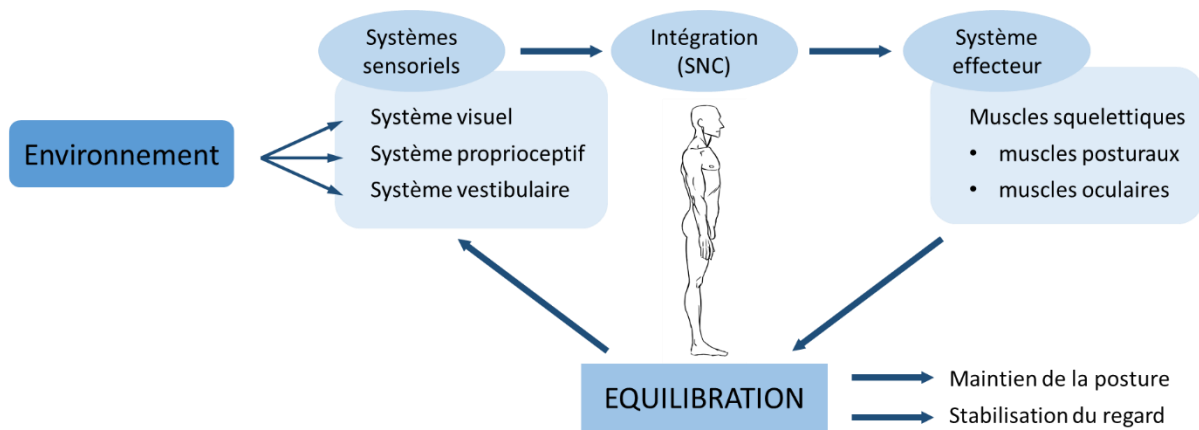 Systèmes
sensoriels
Intégration
(SNC)
Système
effecteur
Environnement
Système visuel
Système proprioceptif
Système vestibulaire
Muscles squelettiques
• muscles posturaux
• muscles oculaires
EQUILIBRATION
Maintien de la posture
Stabilisation du regard